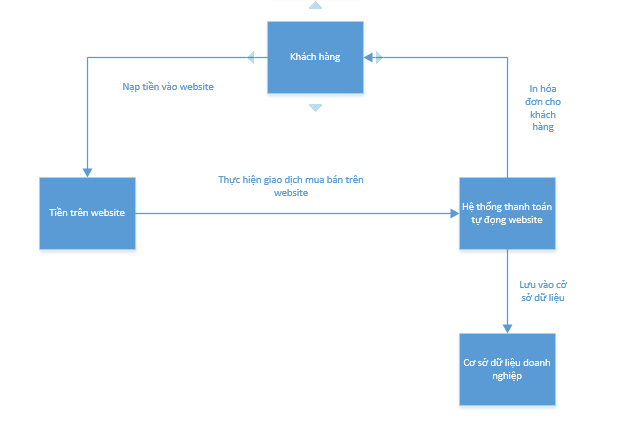 Khách hàng
Nạp tiền vào website
In hóa
đơn cho
khách
hàng
Thực hiện giao dịch mua bán trên
website
Tiền trên website
Hệ thống thanh toán
tự đọng website
Lưu vào cở
sở dữ liệu
Cơ sở dữ liệu doanh
nghiệp